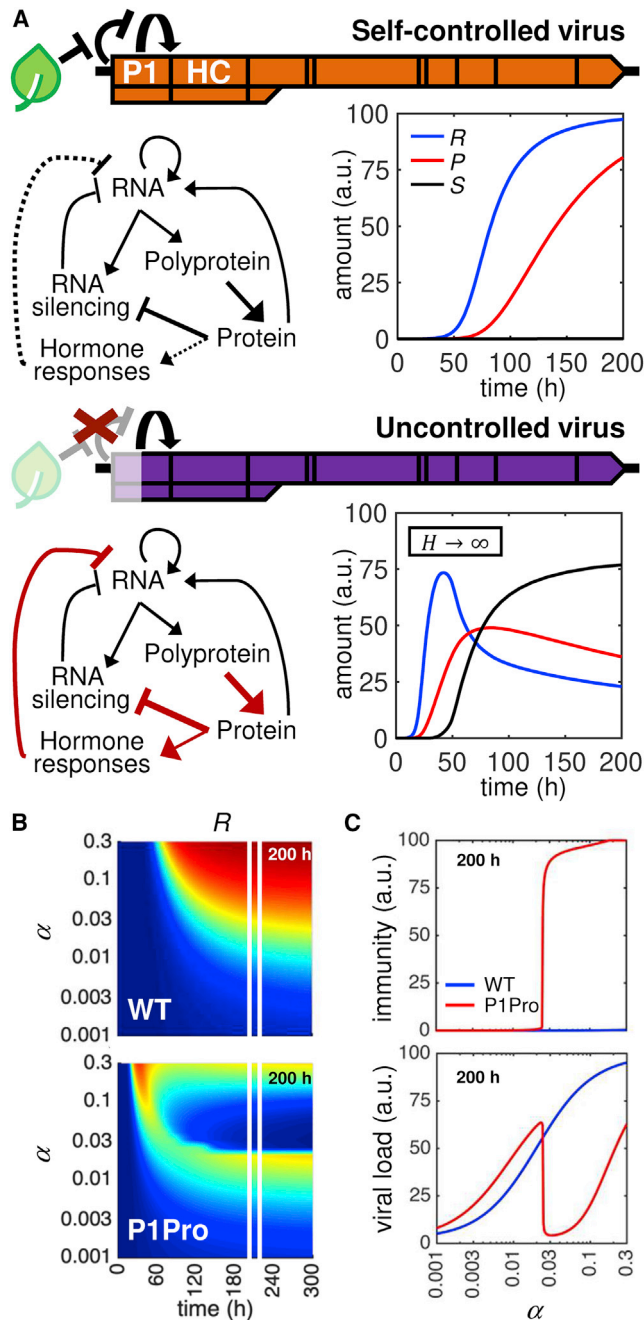 A
Self-controlled virus
P1 HC
RNA
Polyprotein
RNA
silencing
Protein
Hormone
responses
R
P
S
amount (a.u.)
100
75
50
25
0
0 50 100 150 200
time (h)
Uncontrolled virus
RNA
Polyprotein
RNA
silencing
Protein
Hormone
responses
H → ∞
amount (a.u.)
100
75
50
25
0
0 50 100 150 200
time (h)
B
R
200 h
α
0.3
0.1
0.03
0.01
0.003
0.001
WT
200 h
α
0.3
0.1
0.03
0.01
0.003
0.001
P1Pro
0 60 120 180 240 300
time (h)
C
200 h
immunity (a.u.)
100
75
50
25
0
WT
P1Pro
200 h
viral load (a.u.)
100
75
50
25
0
0.001 0.003 0.01 0.03 0.1 0.3
α